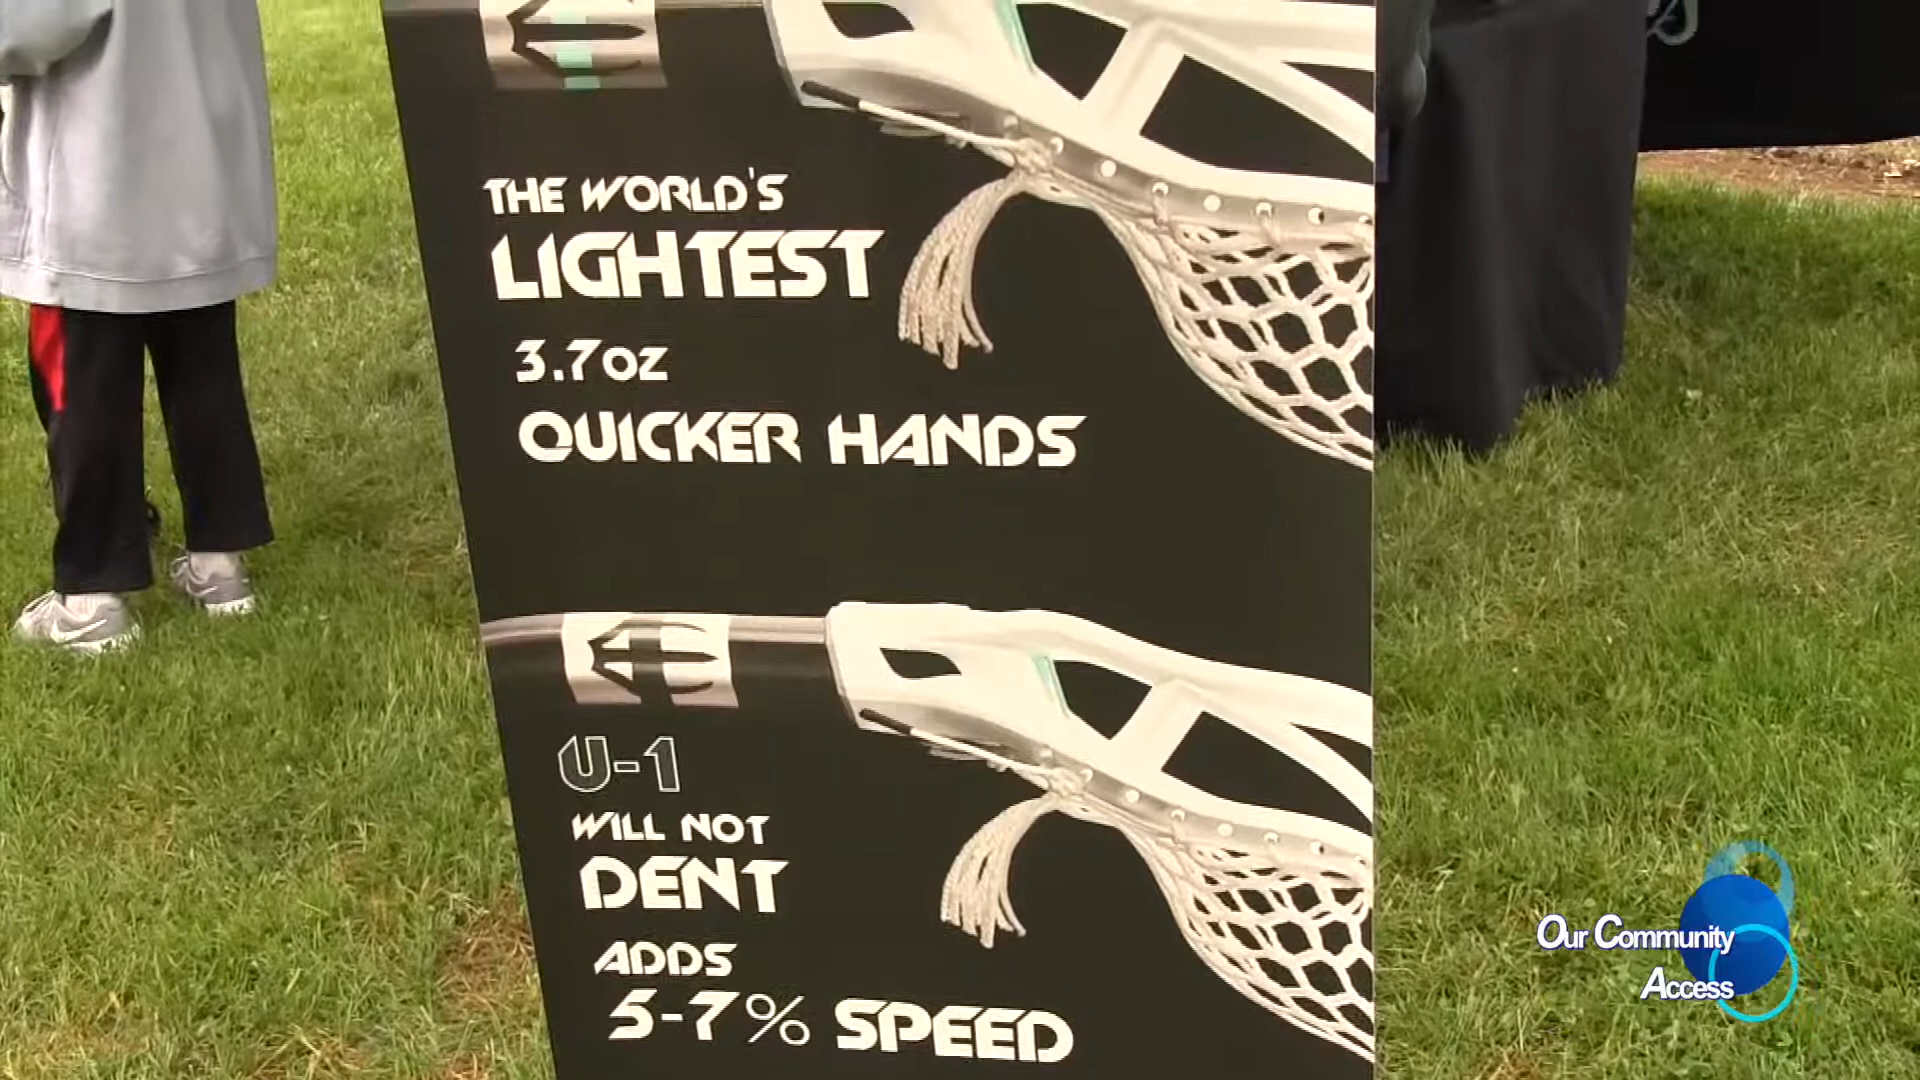 THE WORLD'S
LIGHTEST
3.7OZ
QUICKER HANDS
U-1
WILL NOT
DENT
ADDS
5-7% SPEED
Our Community
Access